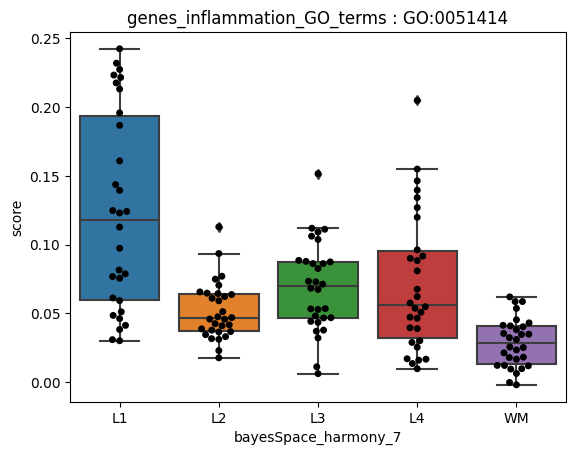 genes_inflammation_GO_terms : GO:0051414
score
0.25
0.20
0.15
0.10
0.05
0.00
L1 L2 L3 L4 WM
bayesSpace_harmony_7